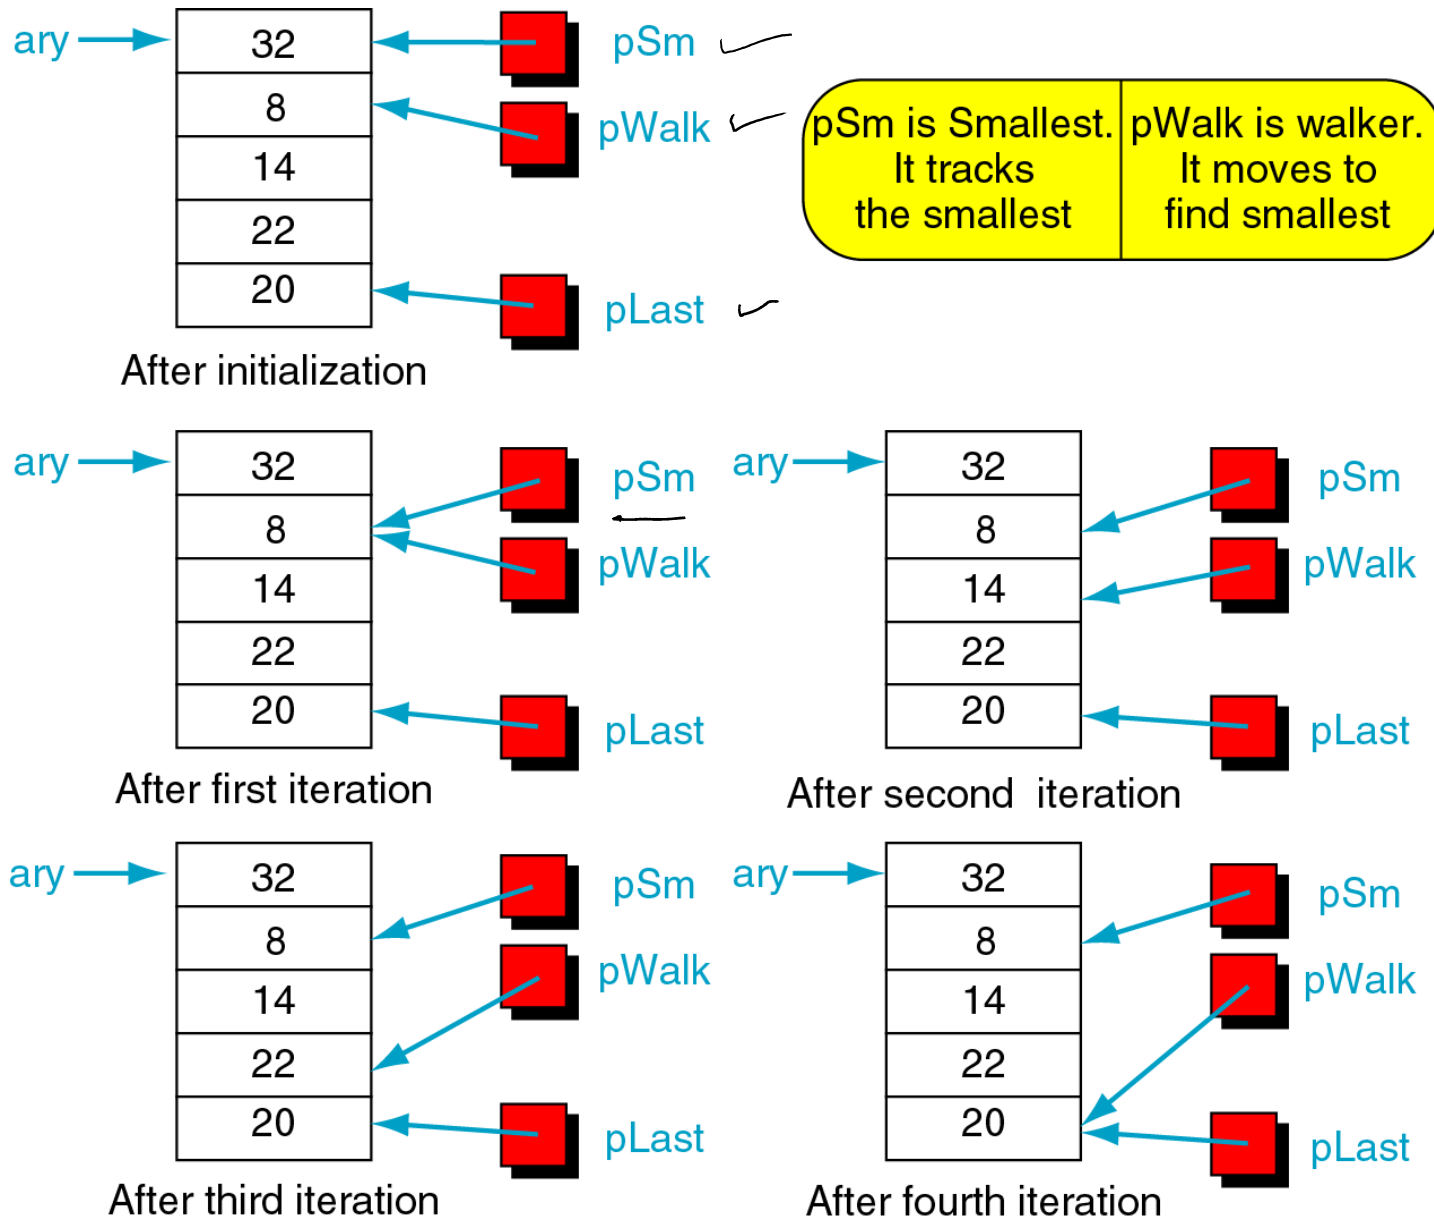 ary
32
8
14
22
20
pSm
pWalk
pLast
After initialization
pSm is Smallest.
It tracks
the smallest
pWalk is walker.
It moves to
find smallest
ary
32
8
14
22
20
pSm
pWalk
pLast
After first iteration
ary
32
8
14
22
20
pSm
pWalk
pLast
After second iteration
ary
32
8
14
22
20
pSm
pWalk
pLast
After third iteration
ary
32
8
14
22
20
pSm
pWalk
pLast
After fourth iteration